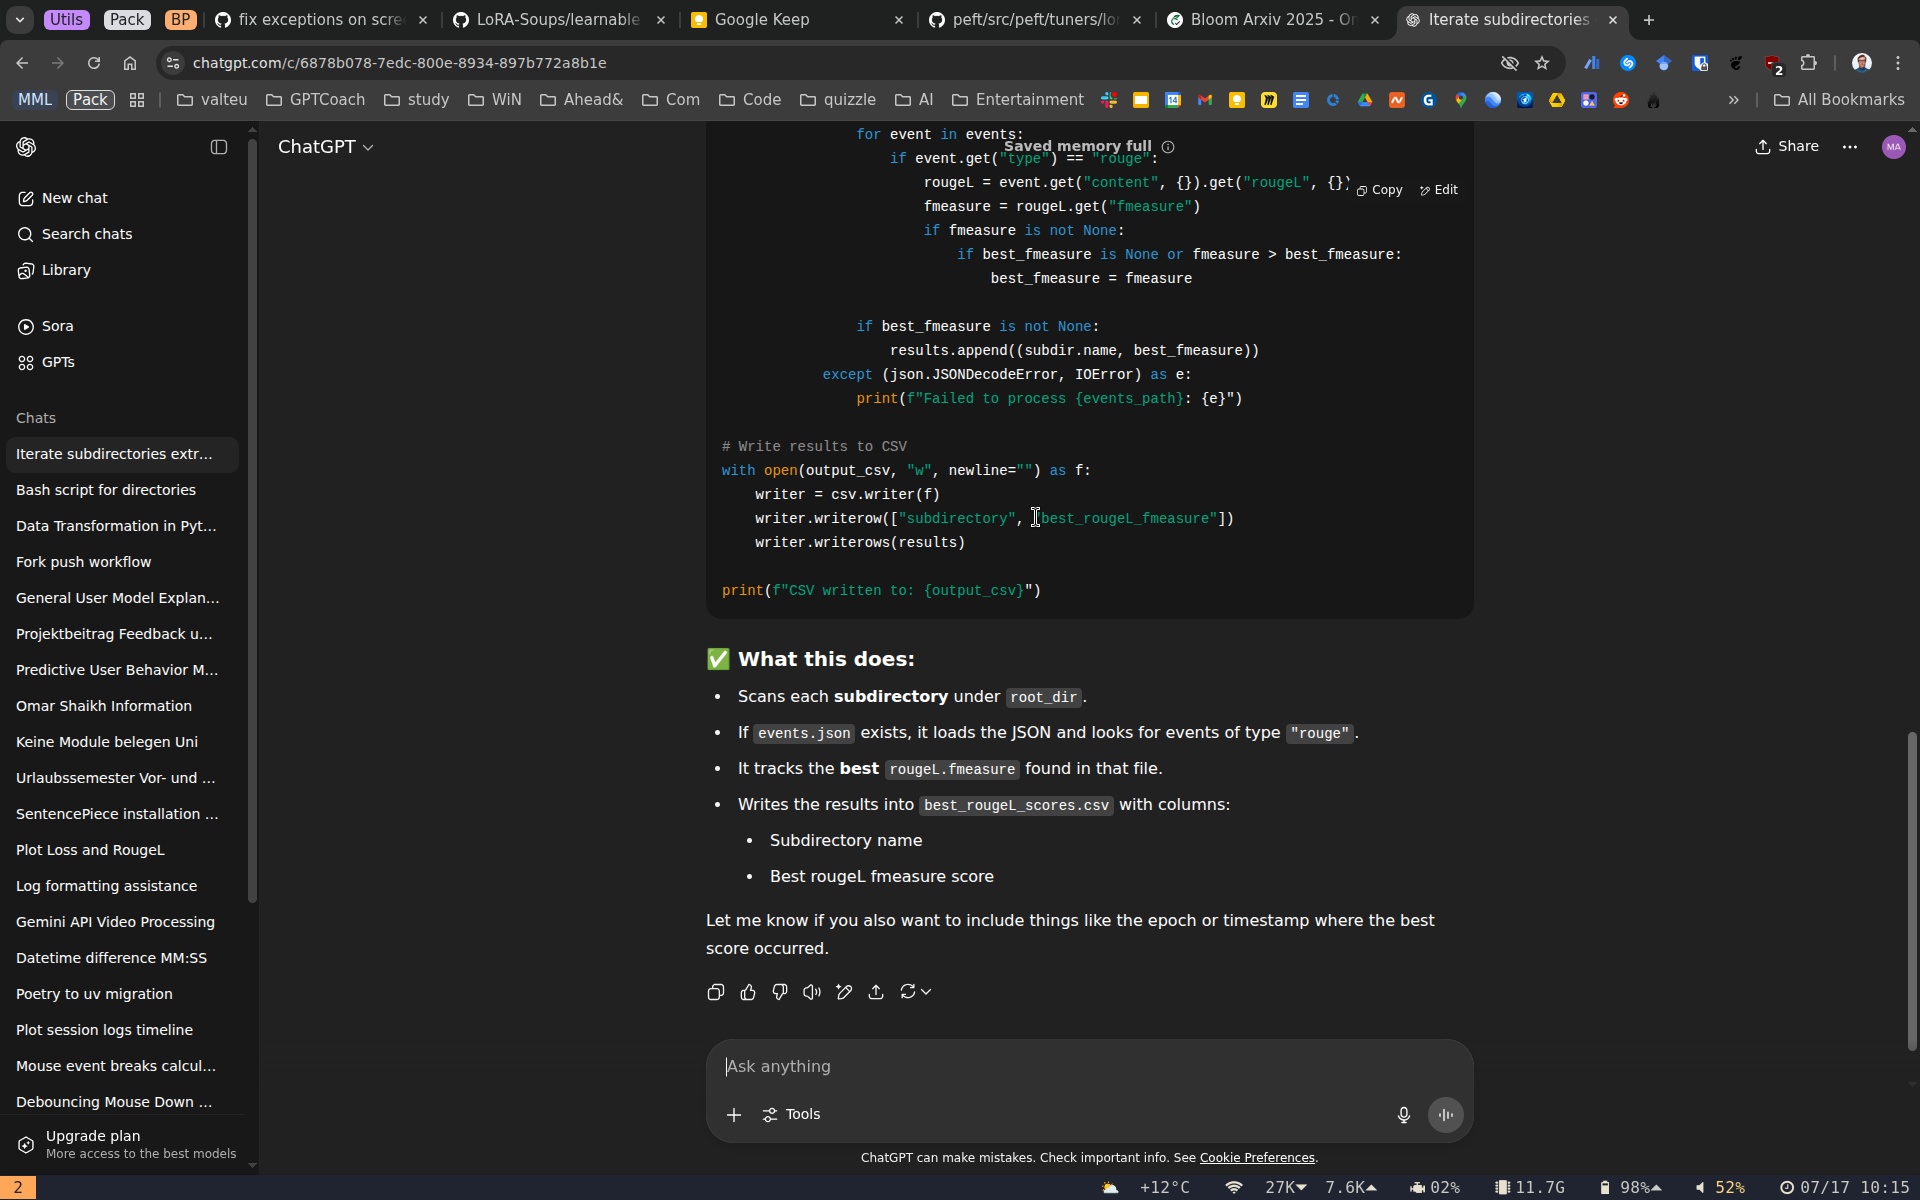 Utils
Pack
BP
fix exceptions on scre
LoRA-Soups/learnable
Google Keep
peft/src/peft/tuners/lo
Bloom Arxiv 2025 - On
Iterate subdirectories
chatgpt.com/c/6878b078-7edc-800e-8934-897b772a8b1e
2
MML
Pack
valteu
GPTCoach
study
WiN
Ahead&
Com
Code
quizzle
AI
Entertainment
All Bookmarks
ChatGPT
Saved memory full
Share
MA
New chat
Search chats
Library
Sora
GPTs
Chats
Iterate subdirectories extr...
Bash script for directories
Data Transformation in Pyt...
Fork push workflow
General User Model Explan...
Projektbeitrag Feedback u...
Predictive User Behavior M...
Omar Shaikh Information
Keine Module belegen Uni
Urlaubssemester Vor- und ...
SentencePiece installation ...
Plot Loss and RougeL
Log formatting assistance
Gemini API Video Processing
Datetime difference MM:SS
Poetry to uv migration
Plot session logs timeline
Mouse event breaks calcul...
Debouncing Mouse Down ...
Upgrade plan
More access to the best models
Copy
Edit
for event in events:
if event.get("type") == "rouge":
rougeL = event.get("content", {}).get("rougeL", {})
fmeasure = rougeL.get("fmeasure")
if fmeasure is not None:
if best_fmeasure is None or fmeasure > best_fmeasure:
best_fmeasure = fmeasure
if best_fmeasure is not None:
results.append((subdir.name, best_fmeasure))
except (json.JSONDecodeError, IOError) as e:
print(f"Failed to process {events_path}: {e}")
# Write results to CSV
with open(output_csv, "w", newline="") as f:
writer = csv.writer(f)
writer.writerow(["subdirectory", "best_rougeL_fmeasure"])
writer.writerows(results)
print(f"CSV written to: {output_csv}")
✅ What this does:
• Scans each subdirectory under root_dir.
• If events.json exists, it loads the JSON and looks for events of type "rouge".
• It tracks the best rougeL.fmeasure found in that file.
• Writes the results into best_rougeL_scores.csv with columns:
• Subdirectory name
• Best rougeL fmeasure score
Let me know if you also want to include things like the epoch or timestamp where the best
score occurred.
Ask anything
Tools
ChatGPT can make mistakes. Check important info. See Cookie Preferences.
2
+12°C
27K
7.6K
02%
11.7G
98%
52%
07/17 10:15